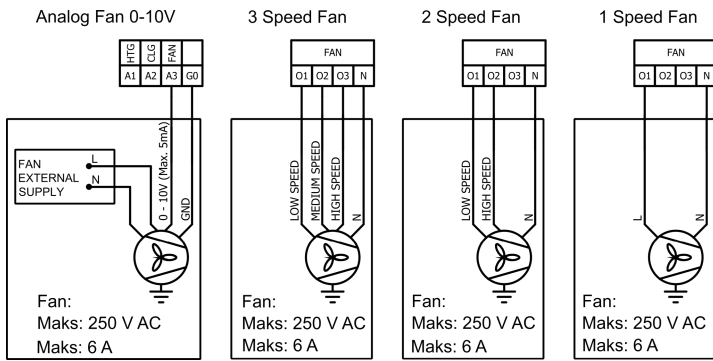 Analog Fan 0-10V
HTG CLG FAN
A1 A2 A3 G0
FAN
EXTERNAL
SUPPLY
L
N
0 - 10V (Max. 5mA)
GND
Fan:
Maks: 250 V AC
Maks: 6 A
3 Speed Fan
FAN
O1 O2 O3 N
LOW SPEED
MEDIUM SPEED
HIGH SPEED
N
Fan:
Maks: 250 V AC
Maks: 6 A
2 Speed Fan
FAN
O1 O2 O3 N
LOW SPEED
HIGH SPEED
N
Fan:
Maks: 250 V AC
Maks: 6 A
1 Speed Fan
FAN
O1 O2 O3 N
L
N
Fan:
Maks: 250 V AC
Maks: 6 A